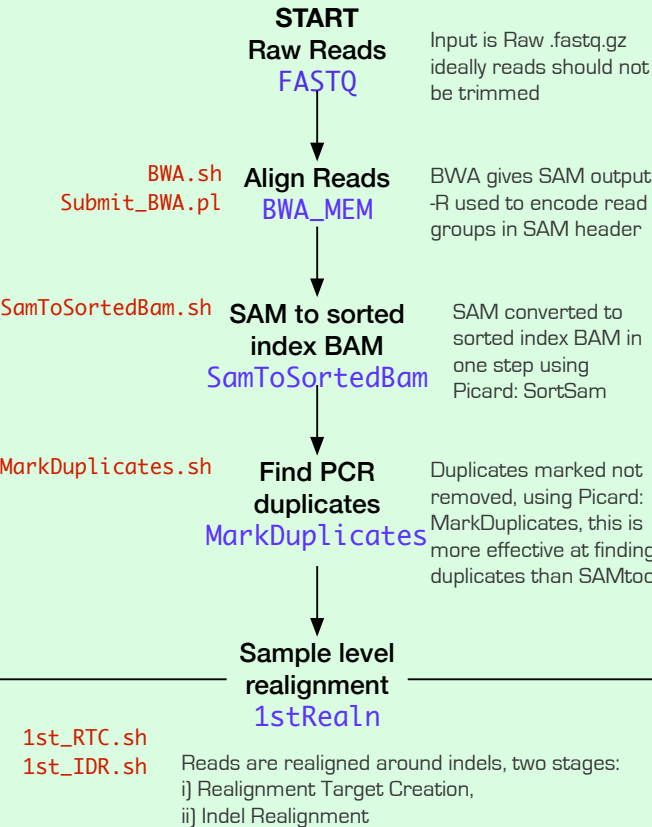 START
Raw Reads
FASTQ
Input is Raw .fastq.gz
ideally reads should not
be trimmed
BWA.sh
Submit_BWA.pl
Align Reads
BWA_MEM
BWA gives SAM output
-R used to encode read
groups in SAM header
SamToSortedBam.sh
SAM to sorted
index BAM
SamToSortedBam
SAM converted to
sorted index BAM in
one step using
Picard: SortSam
MarkDuplicates.sh
Find PCR
duplicates
MarkDuplicates
Duplicates marked not
removed, using Picard:
MarkDuplicates, this is
more effective at finding
duplicates than
Sample level
realignment
1stRealn
1st_RTC.sh
1st_IDR.sh
Reads are realigned around indels, two stages:
i) Realignment Target Creation,
ii) Indel Realignment